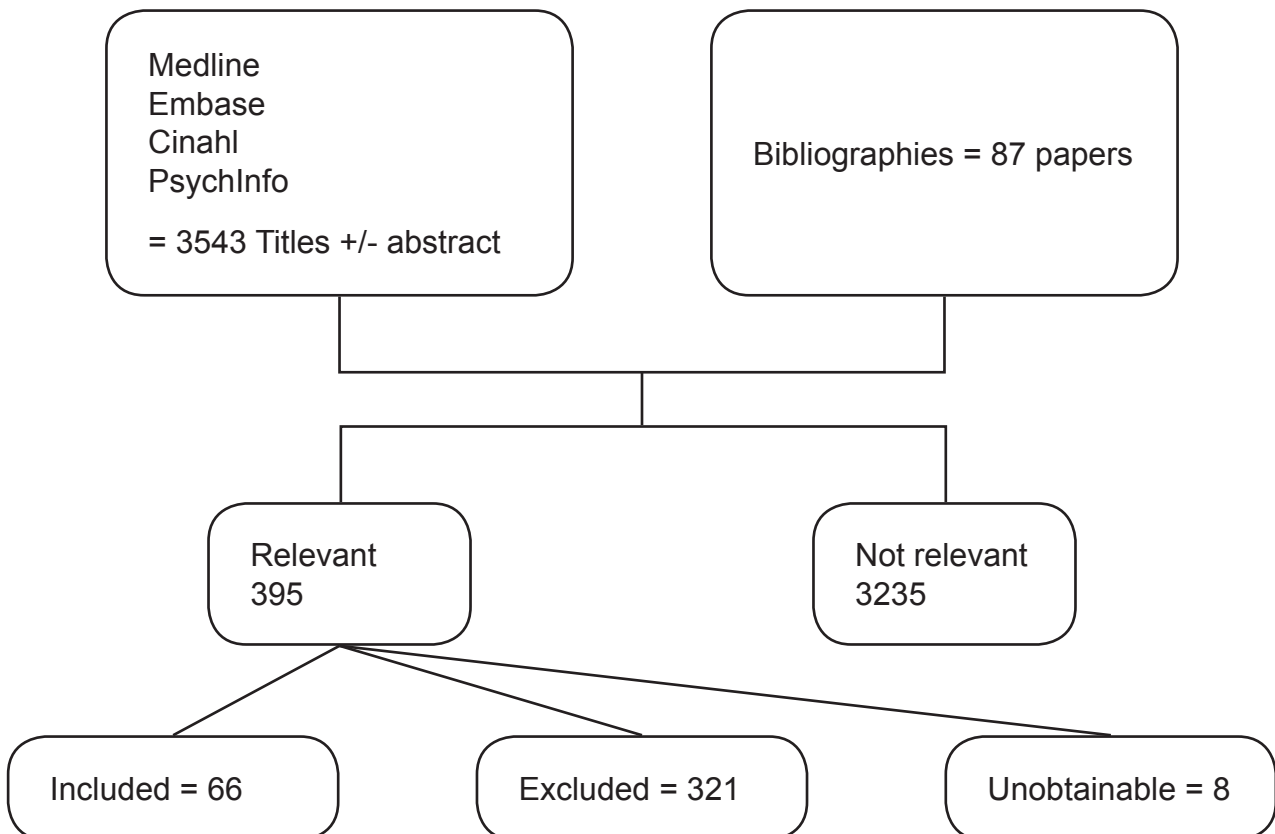 Medline
Embase
Cinahl
PsychInfo
= 3543 Titles +/- abstract
Bibliographies = 87 papers
Relevant
395
Not relevant
3235
Included = 66
Excluded = 321
Unobtainable = 8